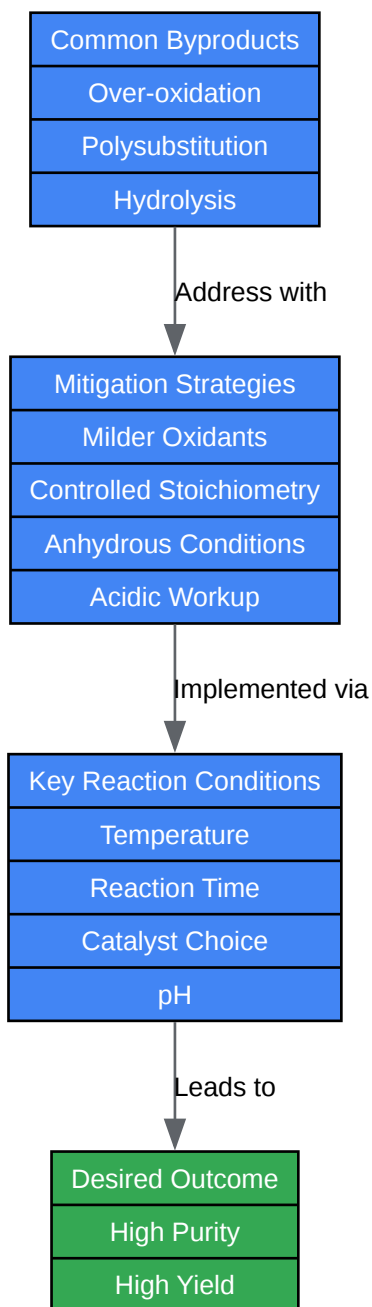 Common Byproducts
Over-oxidation
Polysubstitution
Hydrolysis
Address with
Mitigation Strategies
Milder Oxidants
Controlled Stoichiometry
Anhydrous Conditions
Acidic Workup
Implemented via
Key Reaction Conditions
Temperature
Reaction Time
Catalyst Choice
pH
Leads to
Desired Outcome
High Purity
High Yield